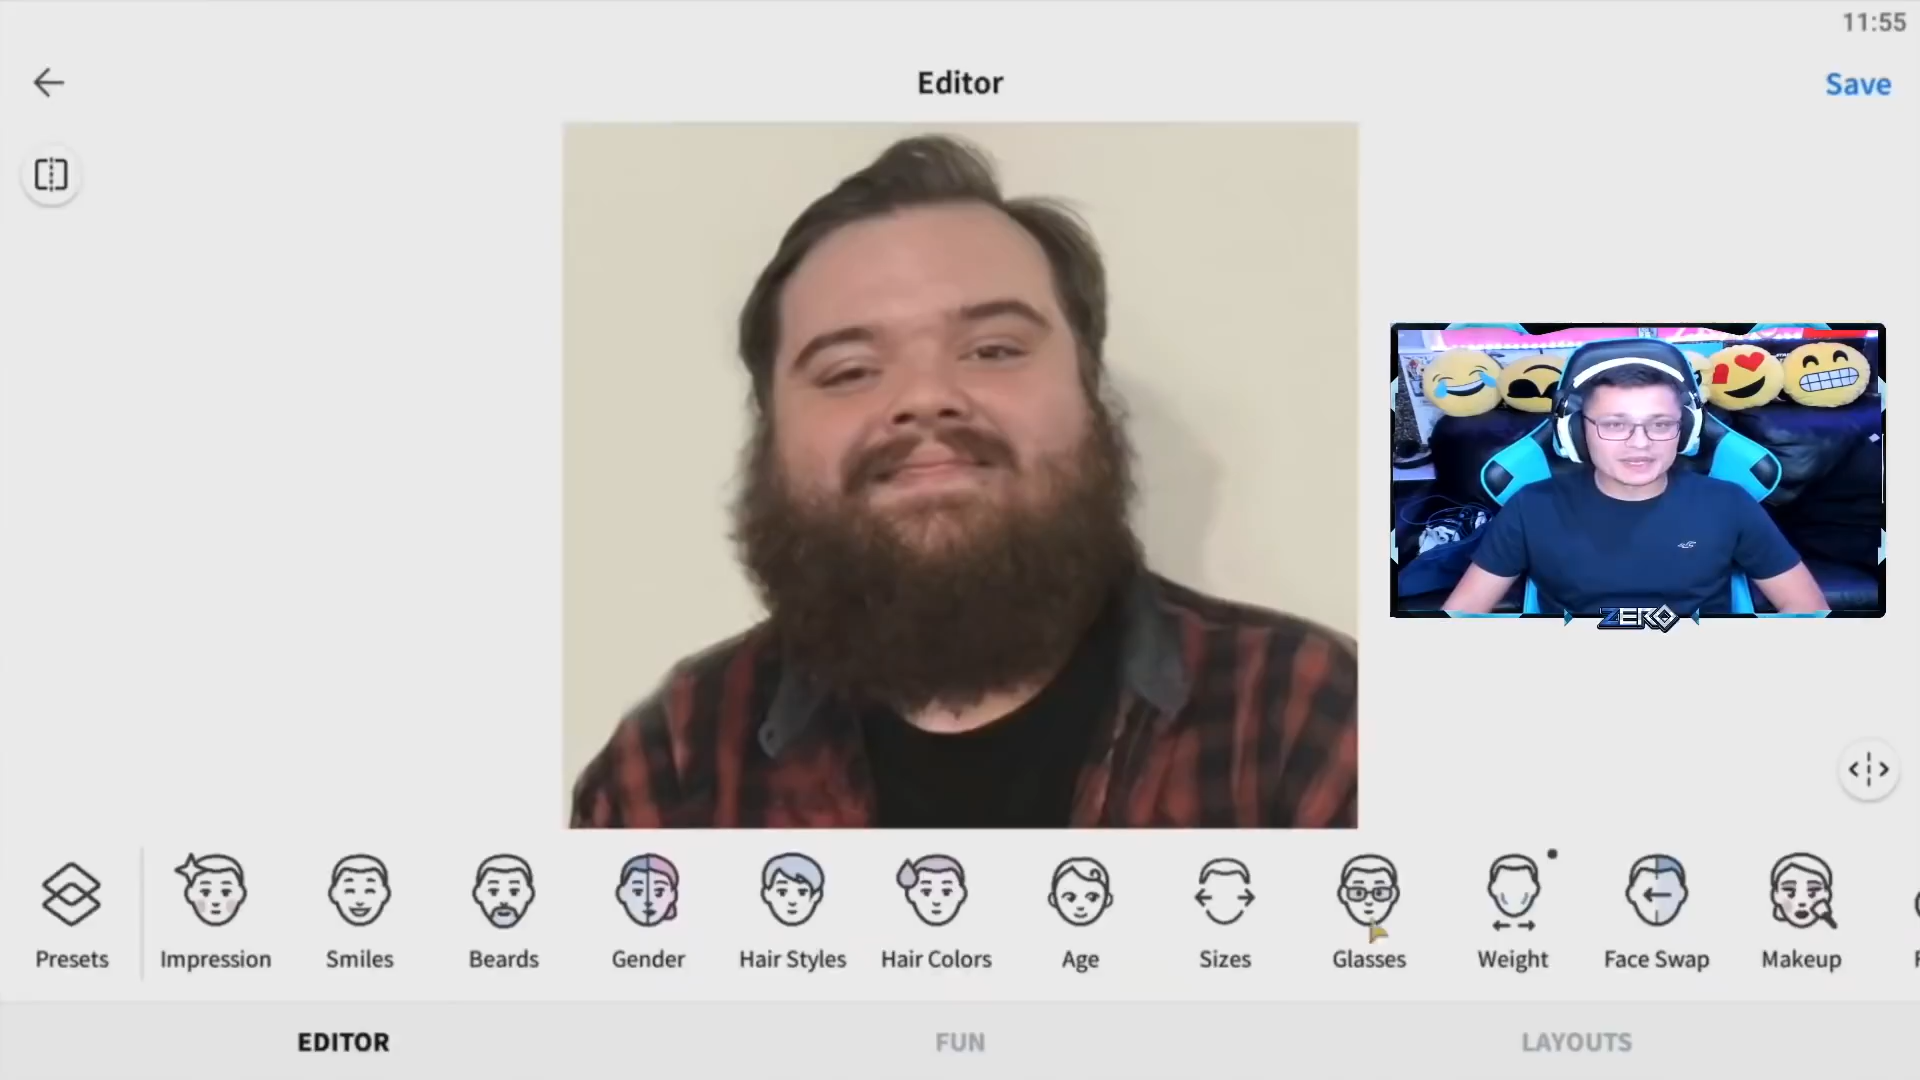 11:55
Editor
Save
ZERO
Presets
Impression
Smiles
Beards
Gender
Hair Styles
Hair Colors
Age
Sizes
Glasses
Weight
Face Swap
Makeup
EDITOR
FUN
LAYOUTS